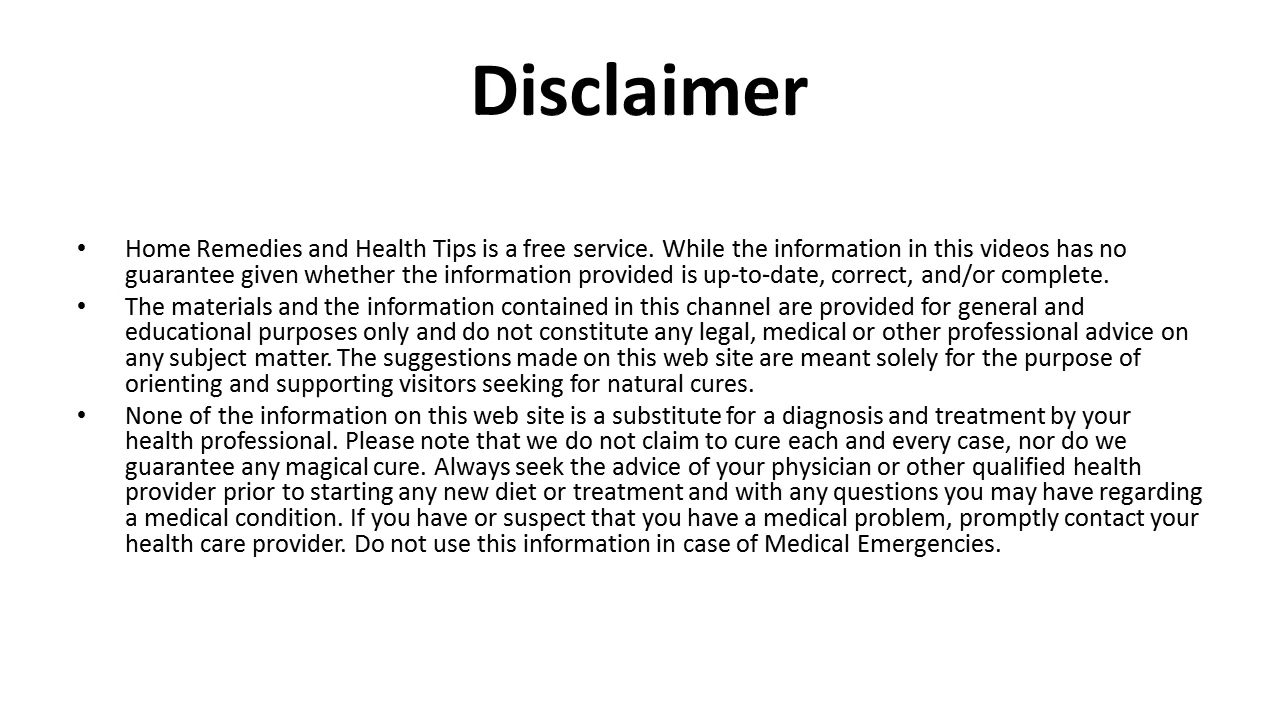 Disclaimer
• Home Remedies and Health Tips is a free service. While the information in this videos has no
guarantee given whether the information provided is up-to-date, correct, and/or complete.
• The materials and the information contained in this channel are provided for general and
educational purposes only and do not constitute any legal, medical or other professional advice on
any subject matter. The suggestions made on this web site are meant solely for the purpose of
orienting and supporting visitors seeking for natural cures.
• None of the information on this web site is a substitute for a diagnosis and treatment by your
health professional. Please note that we do not claim to cure each and every case, nor do we
guarantee any magical cure. Always seek the advice of your physician or other qualified health
provider prior to starting any new diet or treatment and with any questions you may have regarding
a medical condition. If you have or suspect that you have a medical problem, promptly contact your
health care provider. Do not use this information in case of Medical Emergencies.